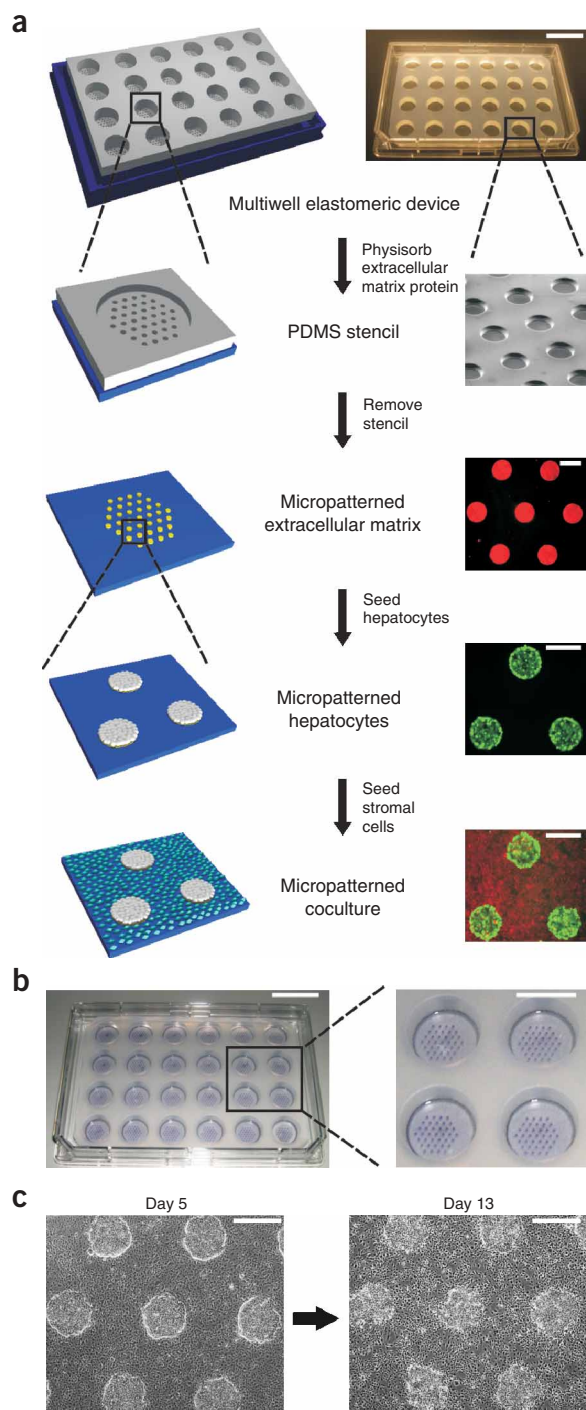 a
Multiwell elastomeric device
Physisorb
extracellular
matrix protein
PDMS stencil
Remove
stencil
Micropatterned
extracellular matrix
Seed
hepatocytes
Micropatterned
hepatocytes
Seed
stromal
cells
Micropatterned
coculture
b
c
Day 5
Day 13